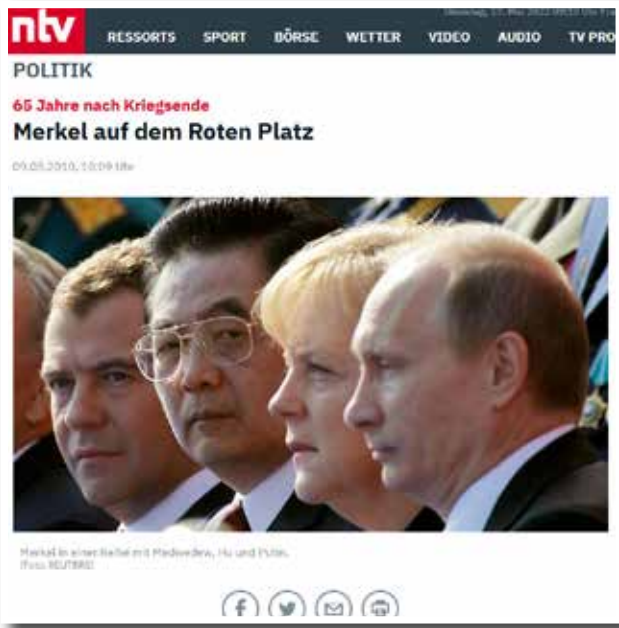 ntv
RESSORTS SPORT BÖRSE WETTER VIDEO AUDIO TV PRO
POLITIK
65 Jahre nach Kriegsende
Merkel auf dem Roten Platz
09.05.2010, 10:09 Uhr
Merkel in einer Reihe mit Medwedew, Hu und Putin.
(Foto: REUTERS)